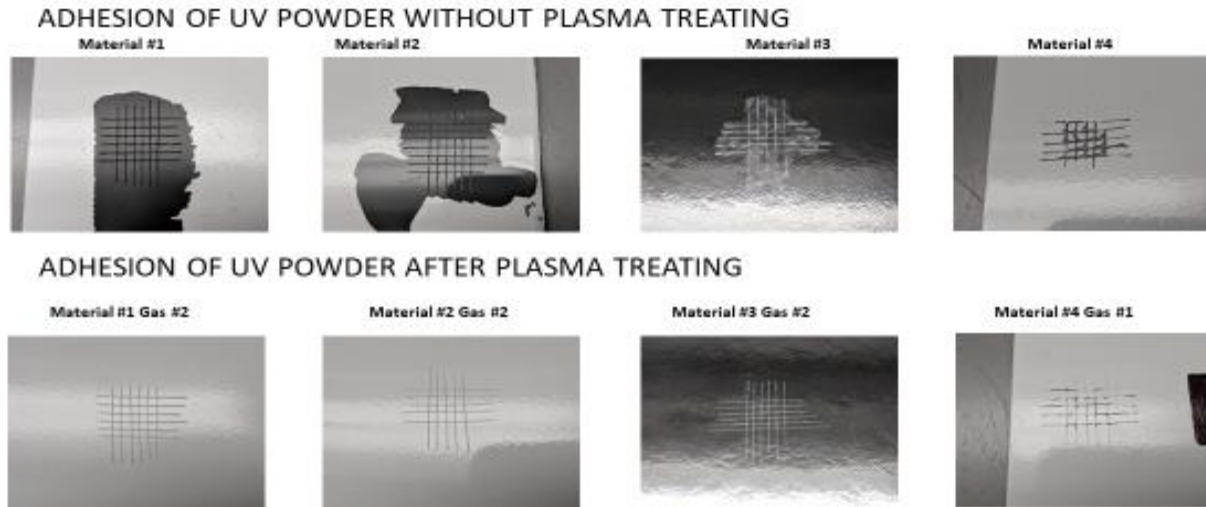 ADHESION OF UV POWDER WITHOUT PLASMA TREATING
Material #1
Material #2
Material #3
Material #4
ADHESION OF UV POWDER AFTER PLASMA TREATING
Material #1 Gas #2
Material #2 Gas #2
Material #3 Gas #2
Material #4 Gas #1